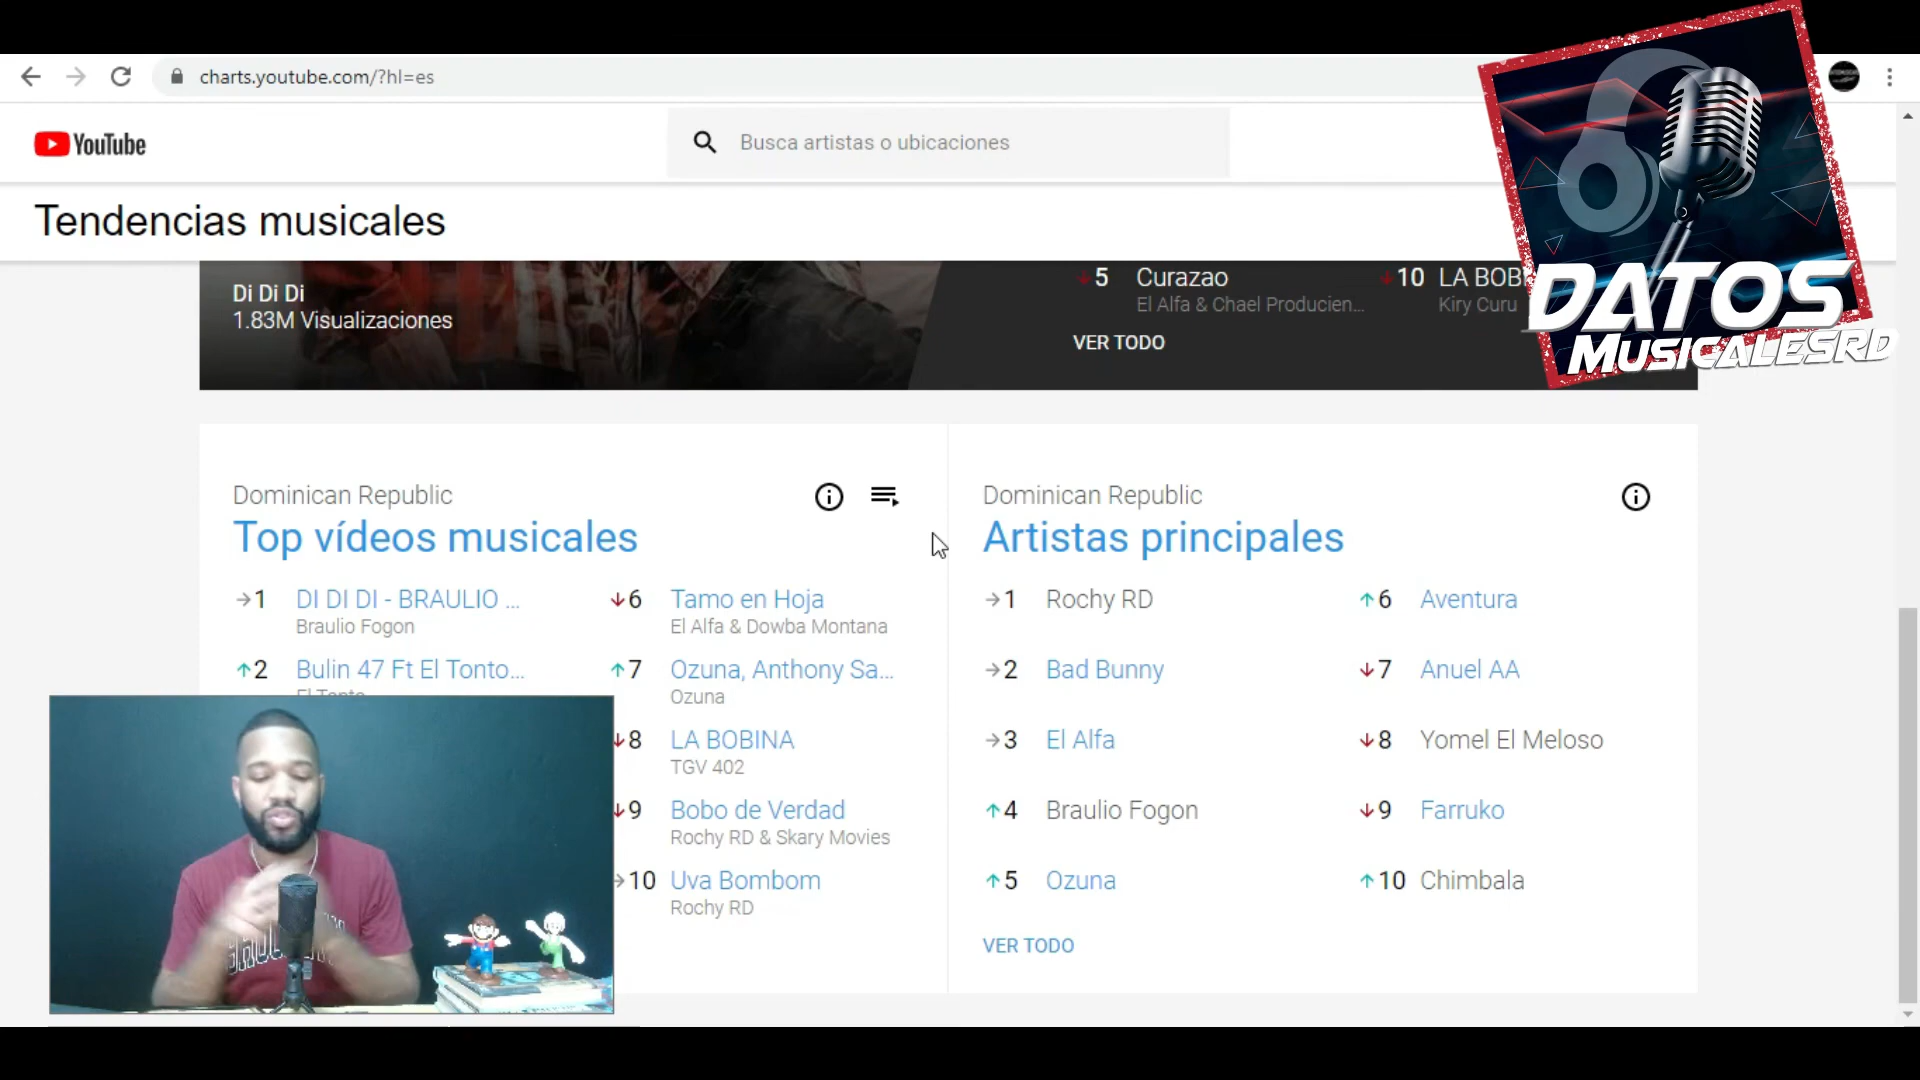 charts.youtube.com/?hl=es
YouTube
Busca artistas o ubicaciones
Tendencias musicales
Di Di Di
1.83M Visualizaciones
5 Curazao
El Alfa & Chael Producien...
10 LA BOB
Kiry Curu
VER TODO
DATOS
MUSICALESRD
Dominican Republic
Top vídeos musicales
1 DI DI DI - BRAULIO ...
Braulio Fogon
2 Bulin 47 Ft El Tonto...
El Tonto
6 Tamo en Hoja
El Alfa & Dowba Montana
7 Ozuna, Anthony Sa...
Ozuna
8 LA BOBINA
TGV 402
9 Bobo de Verdad
Rochy RD & Skary Movies
10 Uva Bombom
Rochy RD
Dominican Republic
Artistas principales
1 Rochy RD
2 Bad Bunny
3 El Alfa
4 Braulio Fogon
5 Ozuna
6 Aventura
7 Anuel AA
8 Yomel El Meloso
9 Farruko
10 Chimbala
VER TODO